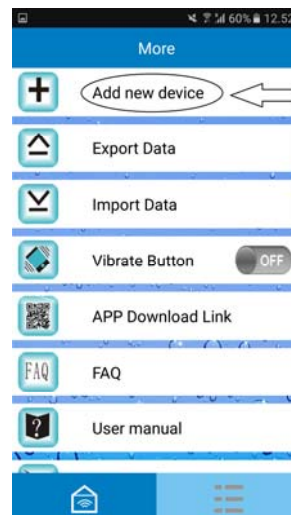 60% 12.52
More
Add new device
Export Data
Import Data
Vibrate Button OFF
APP Download Link
FAQ FAQ
? User manual